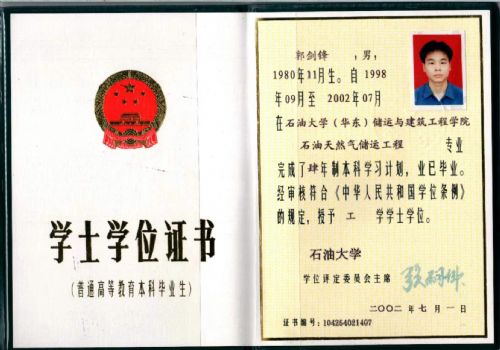 学士学位证书
（普通高等教育本科毕业生）
郭剑锋 ，男，
1980年11月生。自1998
年09月至 2002年07月
在石油大学（华东）储运与建筑工程学院
石油天然气储运工程 专业
完成了肆年制本科学习计划，业已毕业。
经审核符合《中华人民共和国学位条例》
的规定，授予 工 学学士学位。
石油大学
学位评定委员会主席
二〇〇二年七月一日
证书编号：104254021407